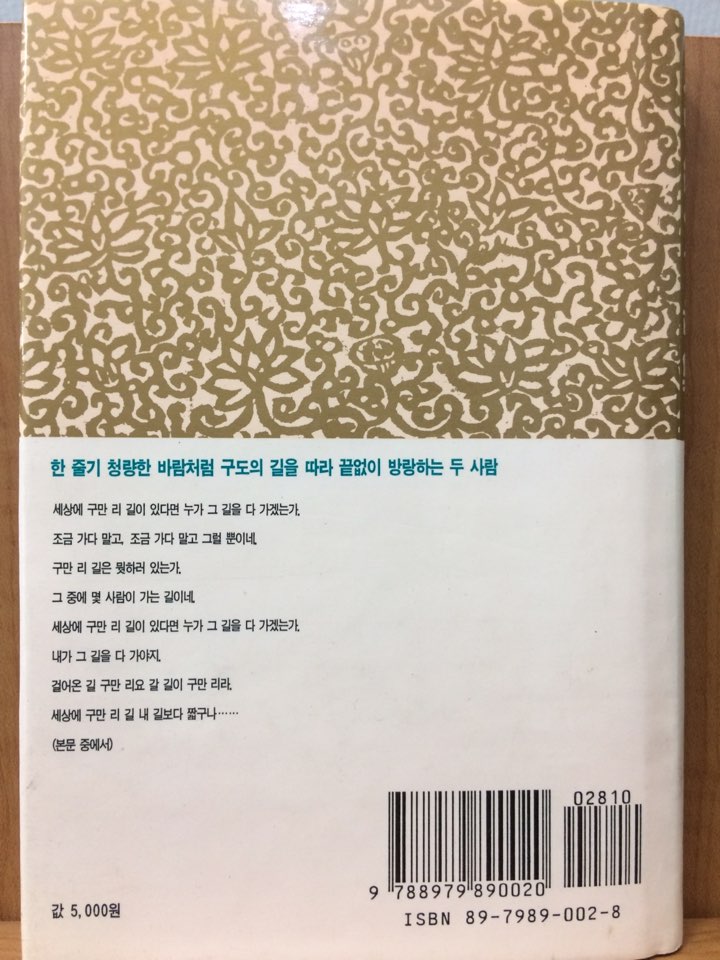 한 줄기 청량한 바람처럼 구도의 길을 따라 끝없이 방랑하는 두 사람
세상에 구만 리 길이 있다면 누가 그 길을 다 가겠는가.
조금 가다 말고, 조금 가다 말고 그럴 뿐이네.
구만 리 길은 뭣하러 있는가.
그 중에 몇 사람이 가는 길이네.
세상에 구만 리 길이 있다면 누가 그 길을 다 가겠는가.
내가 그 길을 다 가야지.
걸어온 길 구만 리요 갈 길이 구만 리라.
세상에 구만 리 길 내 길보다 짧구나……
(본문 중에서)
02810
9 788979 890020
값 5,000원
ISBN 89-7989-002-8